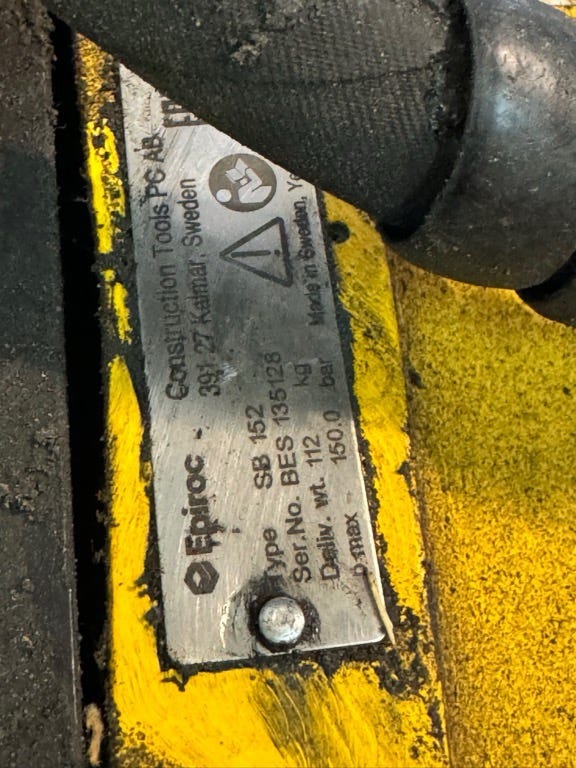 Epiroc
Construction Tools PC AB
391 27 Kalmar, Sweden
Type SB 152
Ser.No. BES 135128
Deliv. wt. 112 kg
p.max 150.0 bar
Made in Sweden,